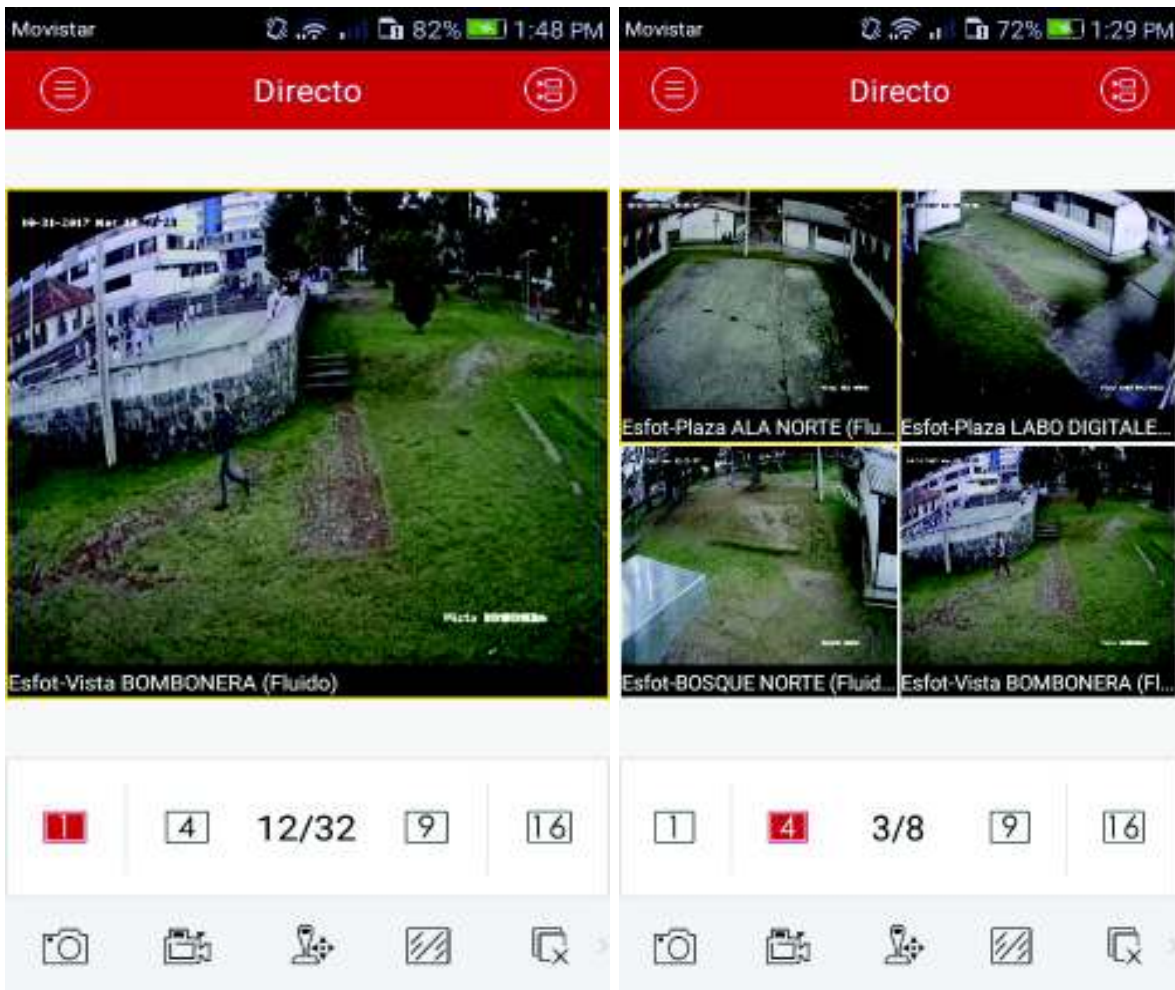 Movistar 82% 1:48 PM
Directo
Esfot-Vista BOMBONERA (Fluido)
1 4 12/32 9 16
Movistar 72% 1:29 PM
Directo
Esfot-Plaza ALA NORTE (Flu...
Esfot-Plaza LABO DIGITALE...
Esfot-BOSQUE NORTE (Fluid...
Esfot-Vista BOMBONERA (Fl...
1 4 3/8 9 16